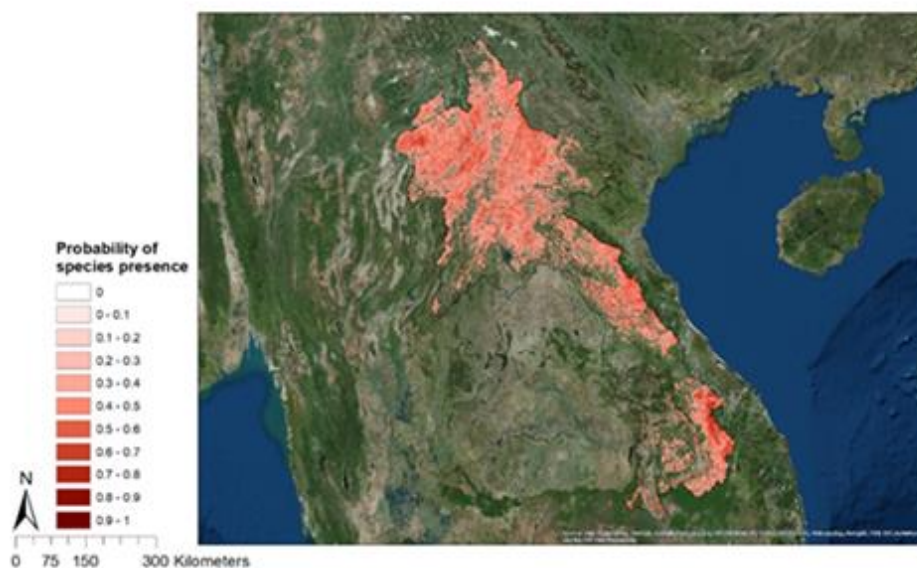 Probability of
species presence
0
0 - 0.1
0.1 - 0.2
0.2 - 0.3
0.3 - 0.4
0.4 - 0.5
0.5 - 0.6
0.6 - 0.7
0.7 - 0.8
0.8 - 0.9
0.9 - 1
N
0 75 150 300 Kilometers